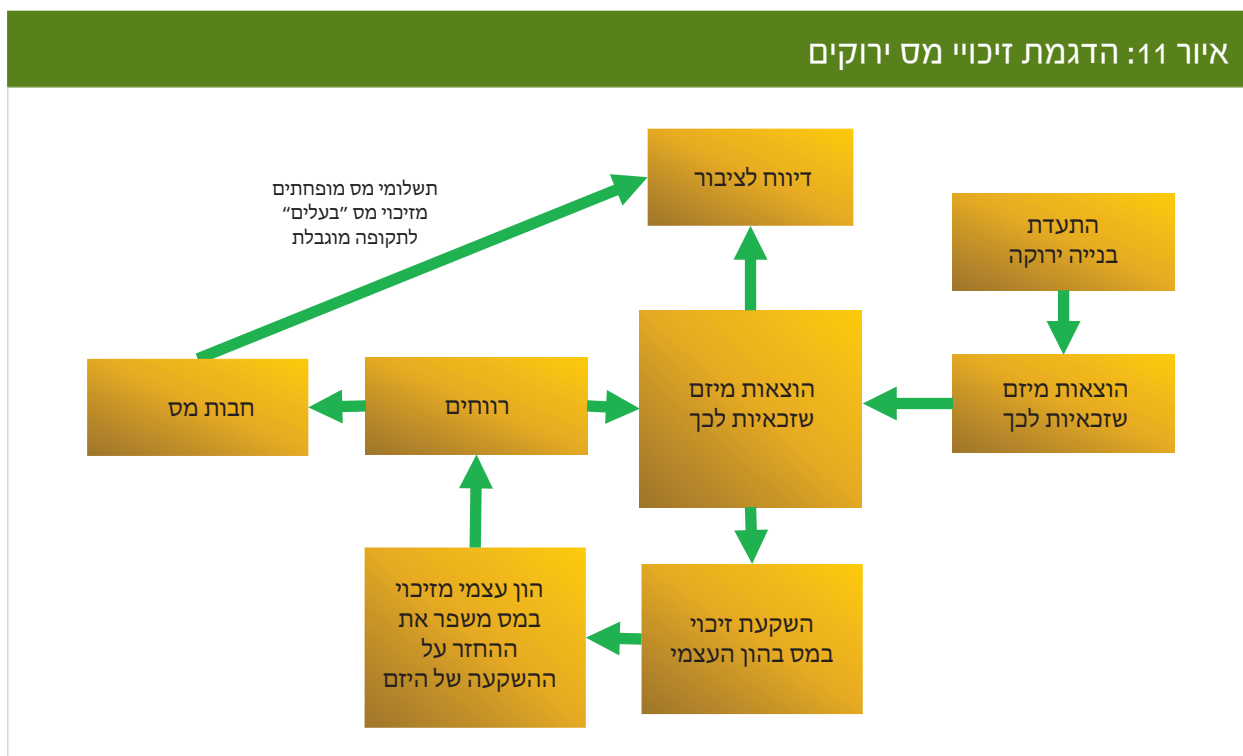 איור 11: הדגמת זיכויי מס ירוקים
דיווח לציבור
תשלומי מס מופחתים
מזיכוי מס "בעלים"
לתקופה מוגבלת
התעדת
בנייה ירוקה
הוצאות מיזם
שזכאיות לכך
הוצאות מיזם
שזכאיות לכך
רווחים
חבות מס
השקעת זיכוי
במס בהון העצמי
הון עצמי מזיכוי
במס משפר את
ההחזר על
ההשקעה של היזם